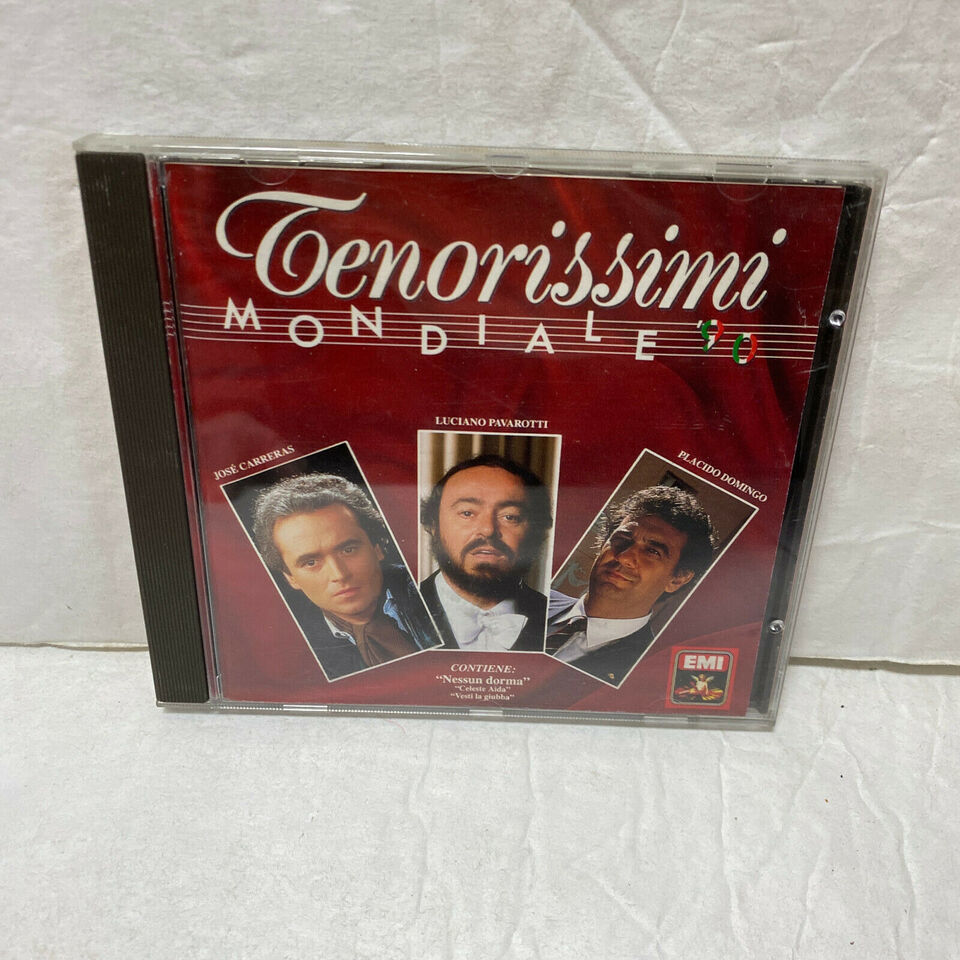 Tenorissimi
MONDIALE '90
LUCIANO PAVAROTTI
JOSÉ CARRERAS
PLACIDO DOMINGO
CONTIENE:
"Nessun dorma"
"Celeste Aida"
"Vesti la giubba"
EMI